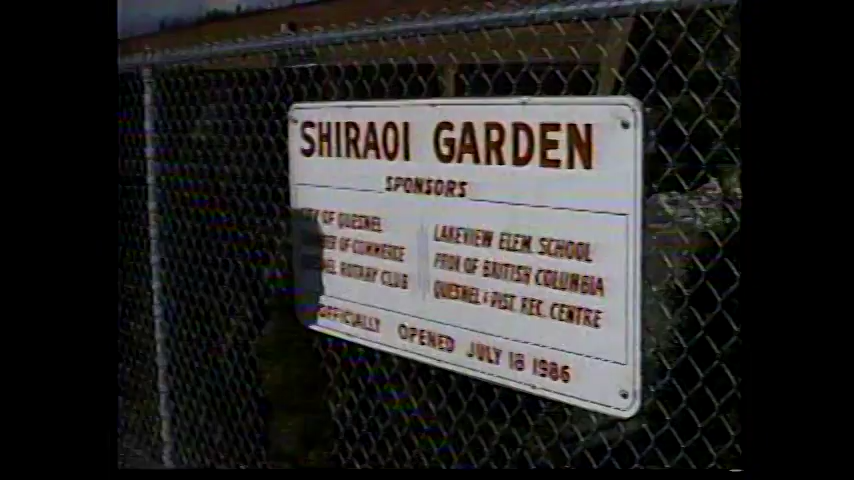 SHIRAOI GARDEN
SPONSORS
OF QUESNEL
OF COMMERCE
ROTARY CLUB
LAKEVIEW ELEM. SCHOOL
PROV. OF BRITISH COLUMBIA
QUESNEL & DIST. REC. CENTRE
OFFICIALLY OPENED JULY 18 1986